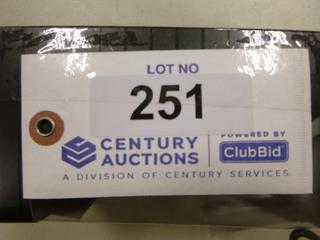 LOT NO
251
CENTURY
AUCTIONS
POWERED BY
ClubBid
A DIVISION OF CENTURY SERVICES